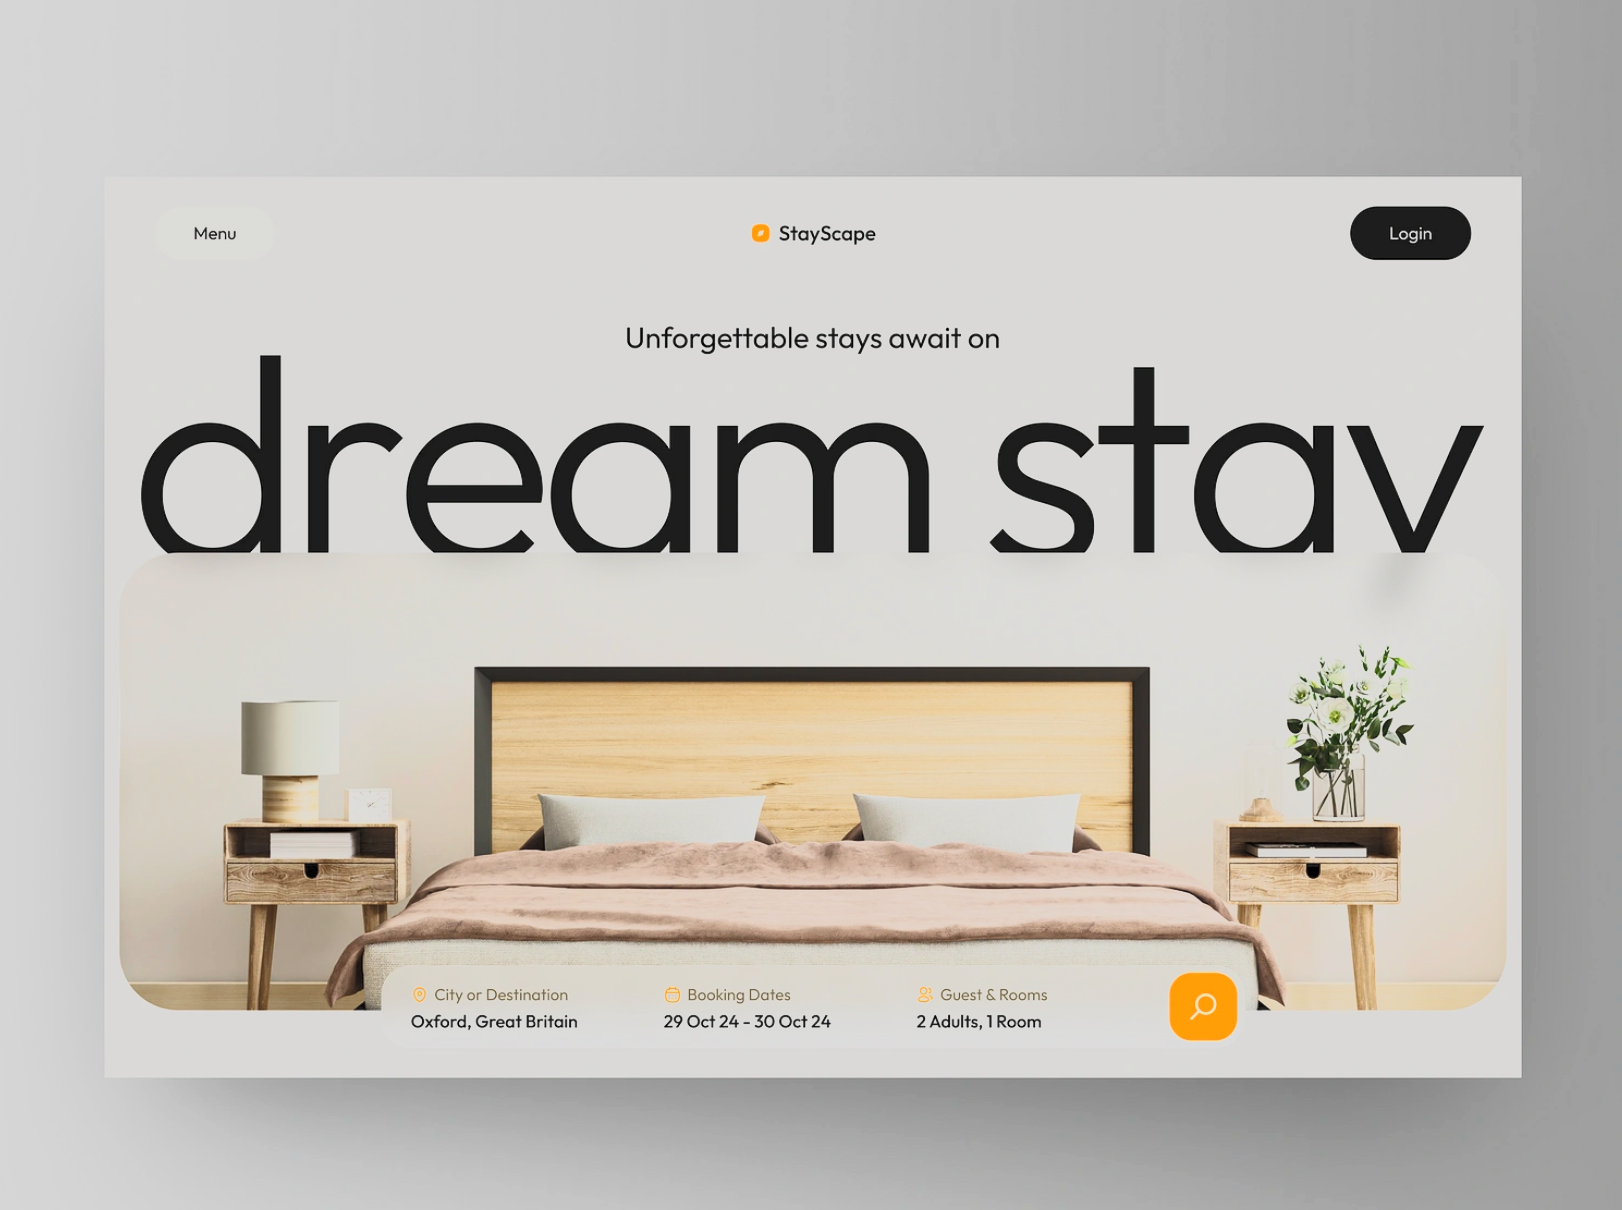 Menu
StayScape
Login
Unforgettable stays await on
dream stay
City or Destination
Oxford, Great Britain
Booking Dates
29 Oct 24 - 30 Oct 24
Guest & Rooms
2 Adults, 1 Room